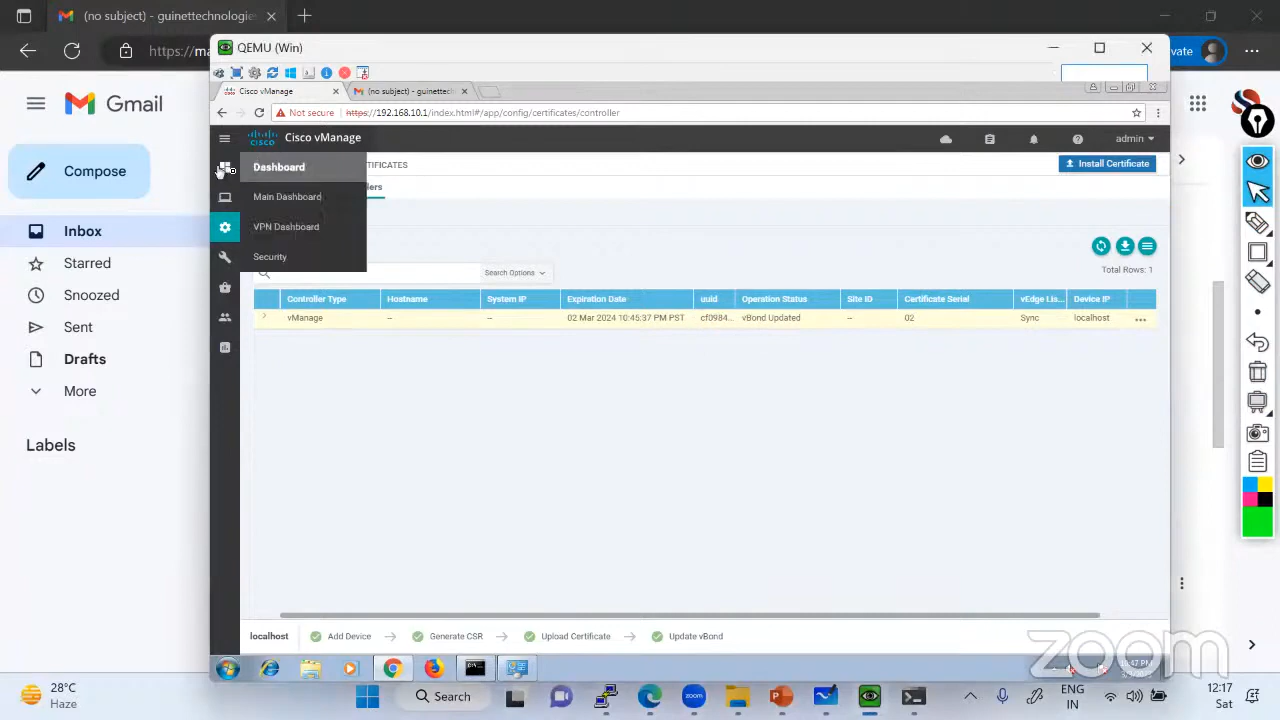 (no subject) - guinettechnologie
https://ma
vate
QEMU (Win)
Cisco vManage
(no subject) - guinettecht
Not secure
https://192.168.10.1/index.html#/app/config/certificates/controller
Gmail
Compose
Inbox
Starred
Snoozed
Sent
Drafts
More
Labels
cisco
Cisco vManage
admin
Dashboard
TIFICATES
Install Certificate
lers
Main Dashboard
VPN Dashboard
Security
Search Options
Total Rows: 1
Controller Type Hostname System IP Expiration Date uuid Operation Status Site ID Certificate Serial vEdge Lis... Device IP
vManage -- -- 02 Mar 2024 10:45:37 PM PST cf0984... vBond Updated -- 02 Sync localhost
localhost Add Device Generate CSR Upload Certificate Update vBond
zoom
28°C
Haze
Search
zoom
ENG
IN
12:17
Sat